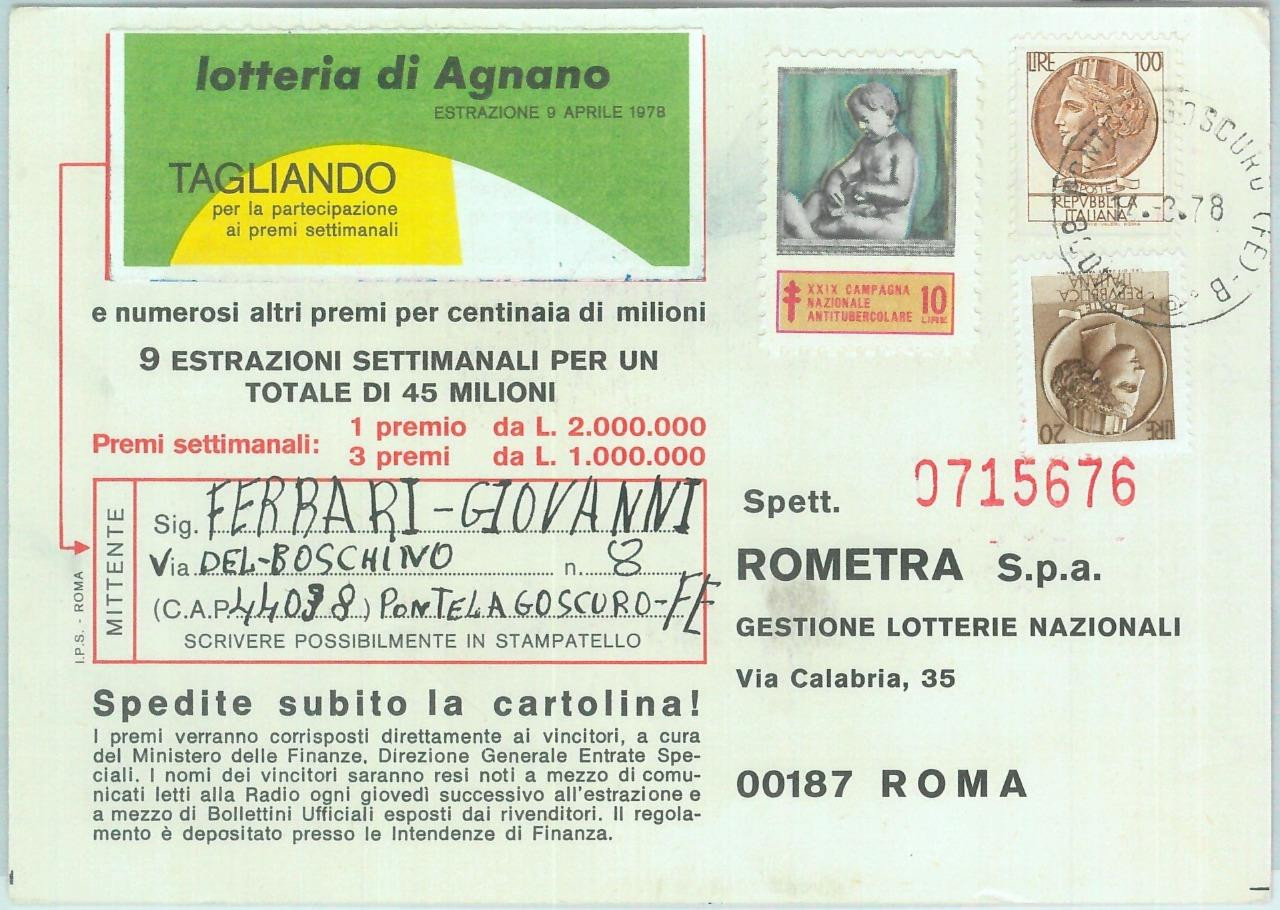 lotteria di Agnano
ESTRAZIONE 9 APRILE 1978
TAGLIANDO
per la partecipazione
ai premi settimanali
e numerosi altri premi per centinaia di milioni
9 ESTRAZIONI SETTIMANALI PER UN
TOTALE DI 45 MILIONI
Premi settimanali:
1 premio da L. 2.000.000
3 premi da L. 1.000.000
MITTENTE
Sig. FERRARI-GIOVANNI
Via DEL-BOSCHINO n. 8
(C.A.P. 44038) PONTELAGOSCURO-FE
SCRIVERE POSSIBILMENTE IN STAMPATELLO
I.P.S. - ROMA
Spedite subito la cartolina!
I premi verranno corrisposti direttamente ai vincitori, a cura
del Ministero delle Finanze, Direzione Generale Entrate Spe-
ciali. I nomi dei vincitori saranno resi noti a mezzo di comu-
nicati letti alla Radio ogni giovedì successivo all'estrazione e
a mezzo di Bollettini Ufficiali esposti dai rivenditori. Il regola-
mento è depositato presso le Intendenze di Finanza.
XXIX CAMPAGNA
NAZIONALE
ANTITUBERCOLARE
10
LIRE
LIRE 100
POSTE
REPVBBLICA
ITALIANA
78
GOSCURO (FE) - B
LIRE 20
REPVBBLICA
ITALIANA
0715676
Spett.
ROMETRA S.p.a.
GESTIONE LOTTERIE NAZIONALI
Via Calabria, 35
00187 ROMA